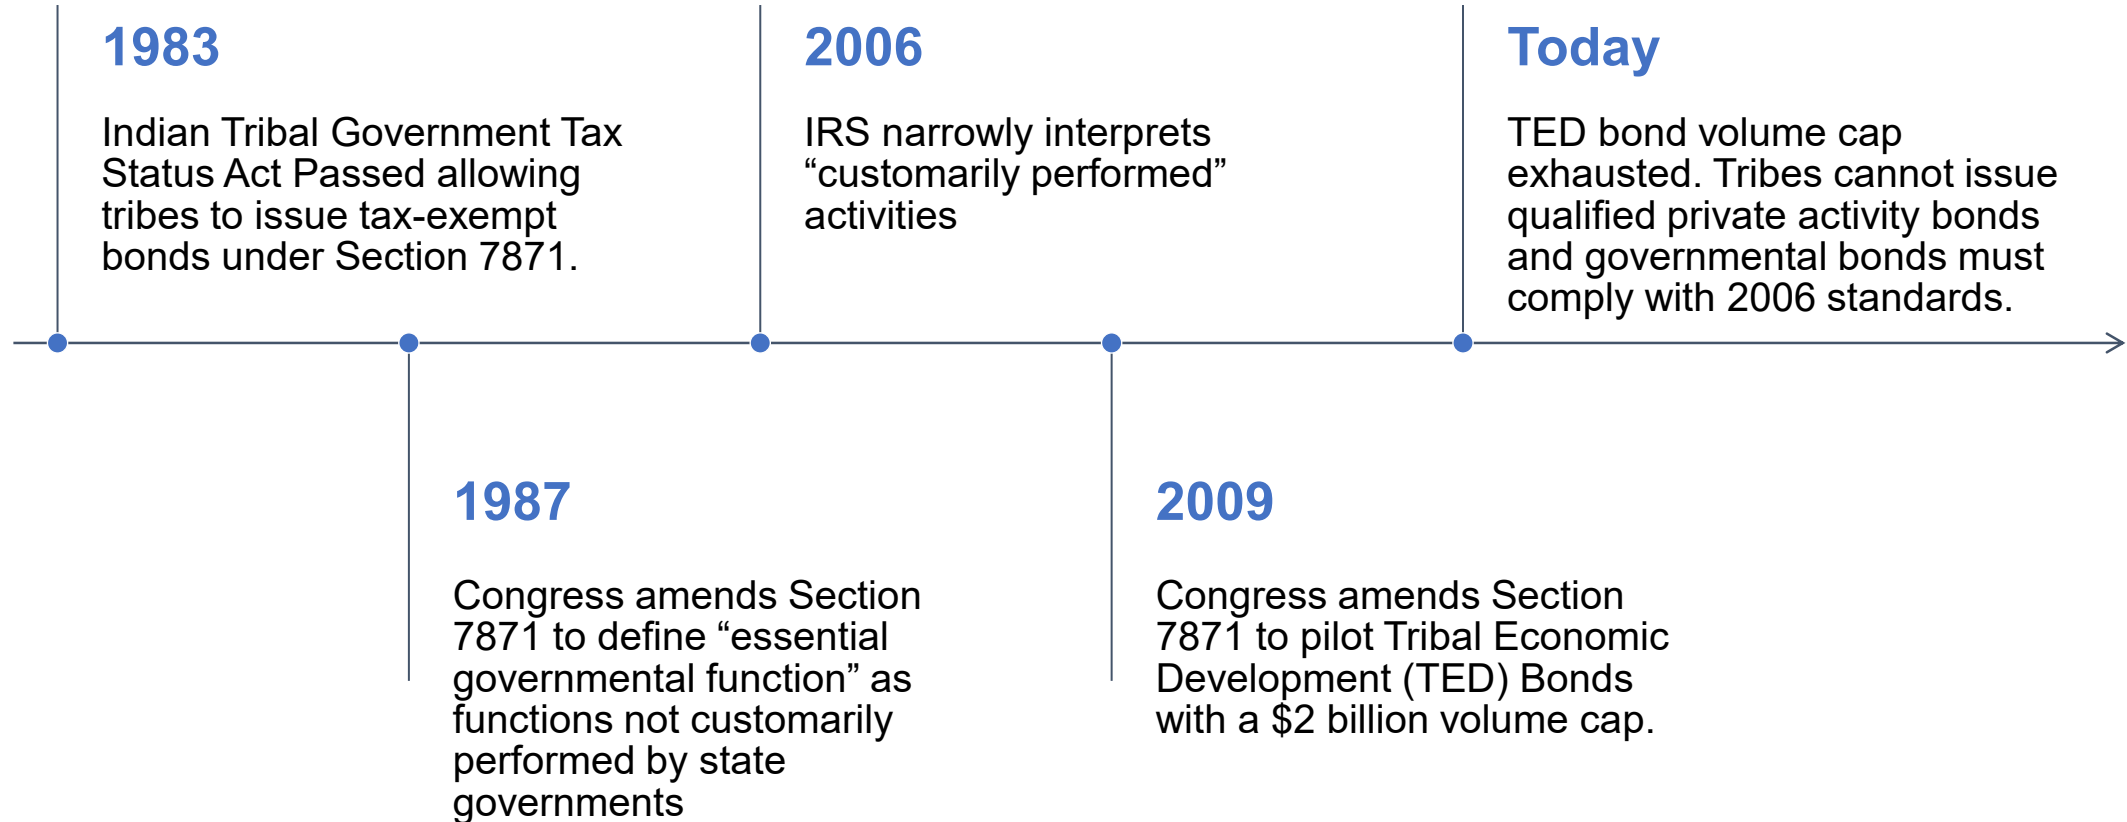 1983
Indian Tribal Government Tax
Status Act Passed allowing
tribes to issue tax-exempt
bonds under Section 7871.
1987
Congress amends Section
7871 to define “essential
governmental function” as
functions not customarily
performed by state
governments
2006
IRS narrowly interprets
“customarily performed”
activities
2009
Congress amends Section
7871 to pilot Tribal Economic
Development (TED) Bonds
with a $2 billion volume cap.
Today
TED bond volume cap
exhausted. Tribes cannot issue
qualified private activity bonds
and governmental bonds must
comply with 2006 standards.